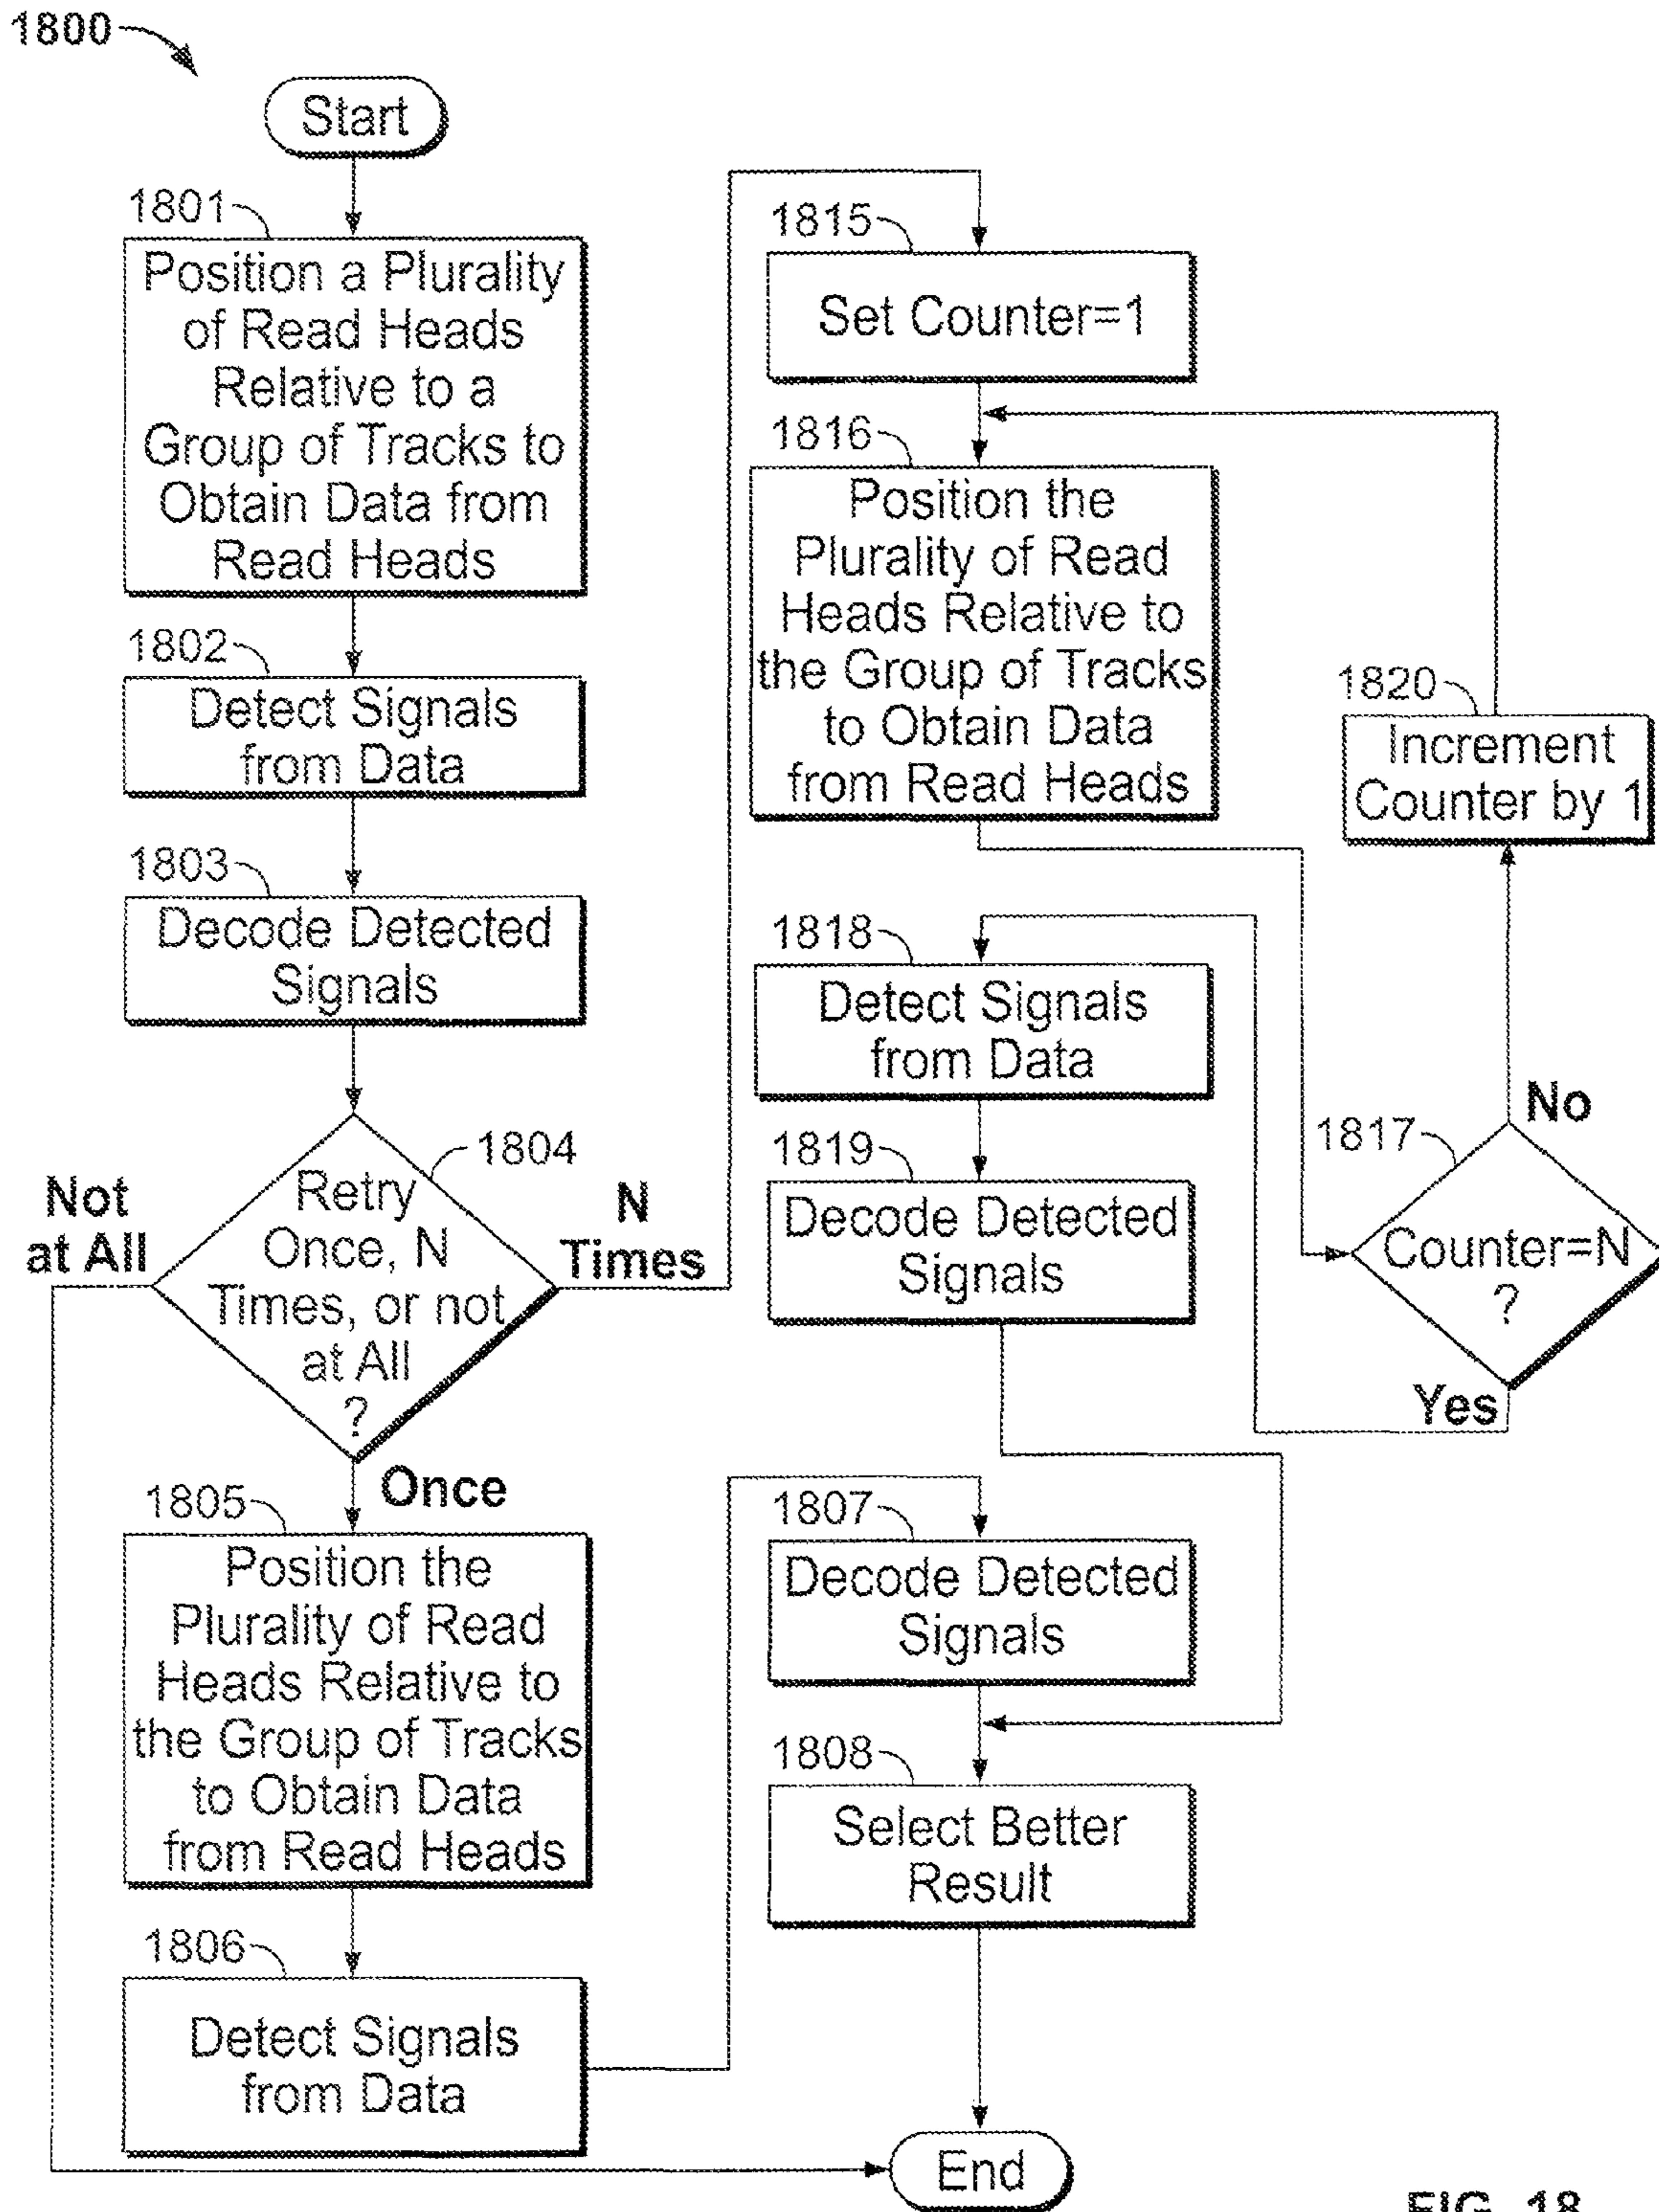 1800
Start
1801
Position a Plurality
of Read Heads
Relative to a
Group of Tracks to
Obtain Data from
Read Heads
1802
Detect Signals
from Data
1803
Decode Detected
Signals
1804
Retry
Once, N
Times, or not
at All
?
Not
at All
N
Times
Once
1805
Position the
Plurality of Read
Heads Relative to
the Group of Tracks
to Obtain Data
from Read Heads
1806
Detect Signals
from Data
1815
Set Counter=1
1816
Position the
Plurality of Read
Heads Relative to
the Group of Tracks
to Obtain Data
from Read Heads
1820
Increment
Counter by 1
1817
No
Counter=N
?
Yes
1818
Detect Signals
from Data
1819
Decode Detected
Signals
1807
Decode Detected
Signals
1808
Select Better
Result
End
FIG. 18